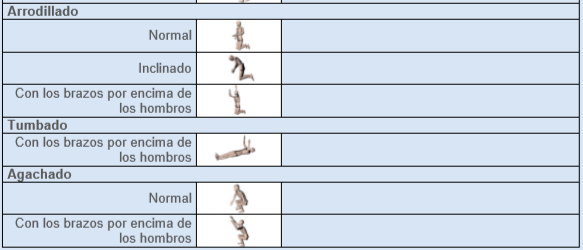 Arrodillado
Normal
Inclinado
Con los brazos por encima de
los hombros
Tumbado
Con los brazos por encima de
los hombros
Agachado
Normal
Con los brazos por encima de
los hombros